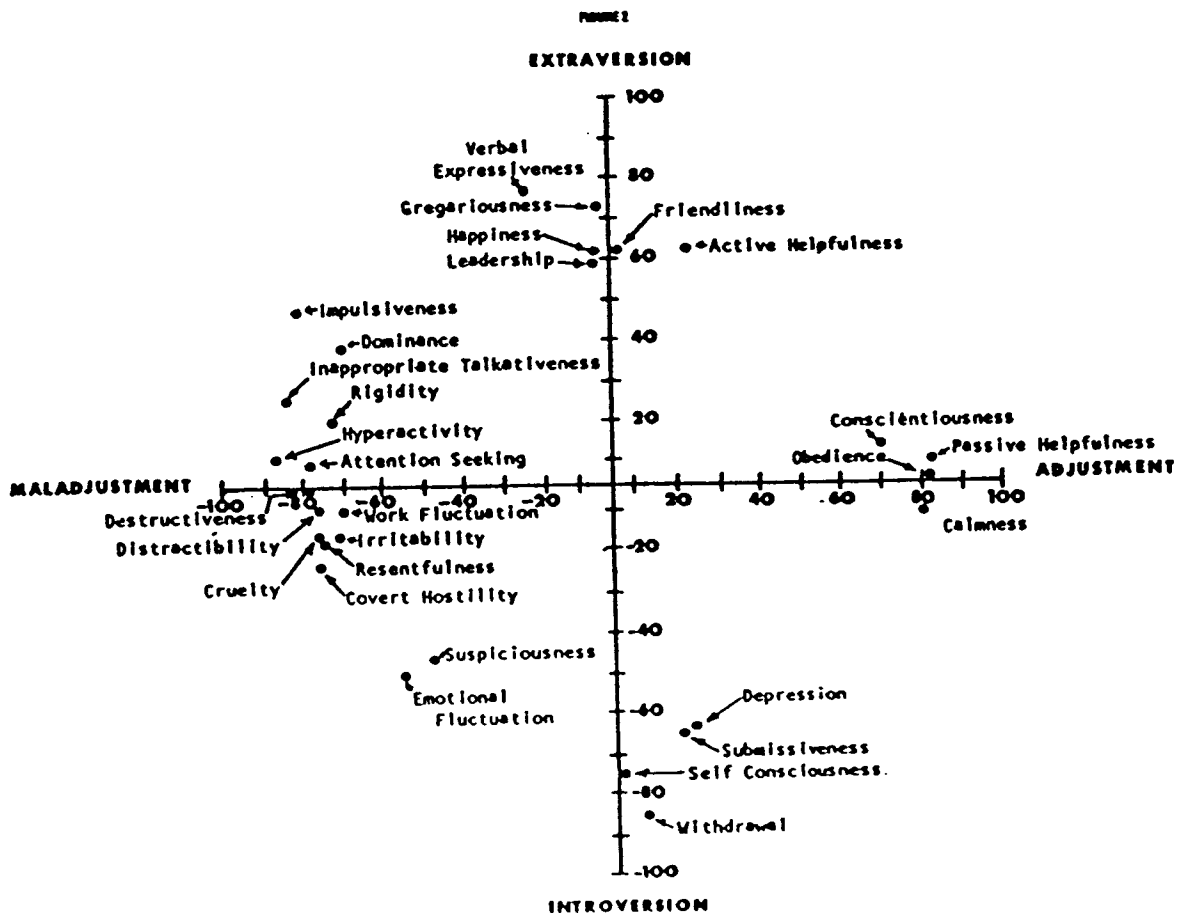 FIGURE 2
EXTRAVERSION
100
Verbal
Expressiveness
80
Gregariousness
Friendliness
Happiness
Active Helpfulness
60
Leadership
Impulsiveness
40
Dominance
Inappropriate Talkativeness
Rigidity
20
Conscientiousness
Hyperactivity
Passive Helpfulness
Obedience
Attention Seeking
ADJUSTMENT
MALADJUSTMENT
-100 -80 -60 -40 -20 20 40 60 80 100
Destructiveness
Work Fluctuation
Calmness
Distractibility
Irritability
-20
Resentfulness
Cruelty
Covert Hostility
-40
Suspiciousness
Emotional
Fluctuation
Depression
-60
Submissiveness
Self Consciousness.
-80
Withdrawal
-100
INTROVERSION